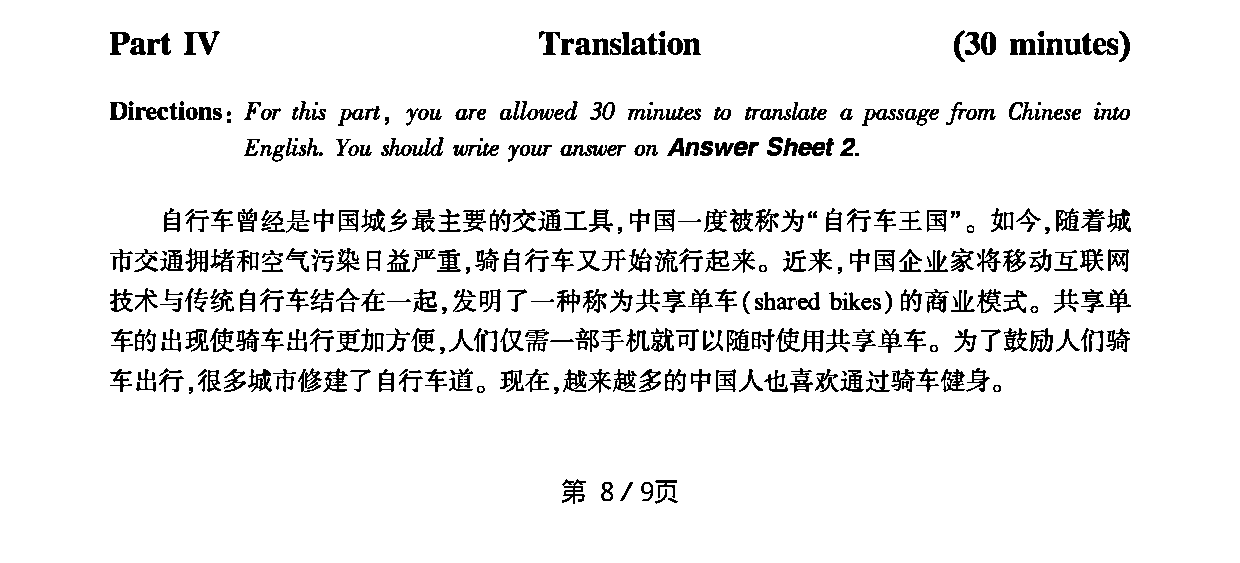 Part IV Translation (30 minutes)
Directions: For this part, you are allowed 30 minutes to translate a passage from Chinese into
English. You should write your answer on Answer Sheet 2.
自行车曾经是中国城乡最主要的交通工具,中国一度被称为“自行车王国”。如今,随着城
市交通拥堵和空气污染日益严重,骑自行车又开始流行起来。近来,中国企业家将移动互联网
技术与传统自行车结合在一起,发明了一种称为共享单车(shared bikes)的商业模式。共享单
车的出现使骑车出行更加方便,人们仅需一部手机就可以随时使用共享单车。为了鼓励人们骑
车出行,很多城市修建了自行车道。现在,越来越多的中国人也喜欢通过骑车健身。
第 8 / 9页